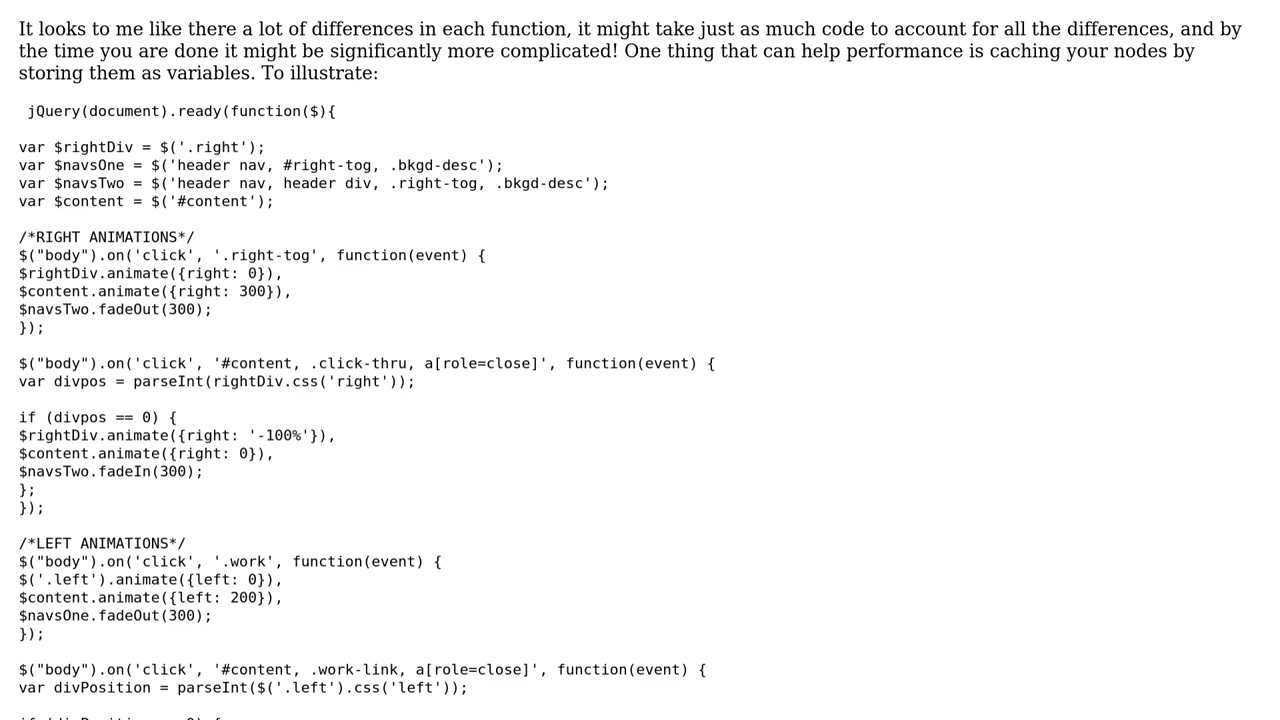 It looks to me like there a lot of differences in each function, it might take just as much code to account for all the differences, and by
the time you are done it might be significantly more complicated! One thing that can help performance is caching your nodes by
storing them as variables. To illustrate:
jQuery(document).ready(function($){
var $rightDiv = $('.right');
var $navsOne = $('header nav, #right-tog, .bkgd-desc');
var $navsTwo = $('header nav, header div, .right-tog, .bkgd-desc');
var $content = $('#content');
/*RIGHT ANIMATIONS*/
$("body").on('click', '.right-tog', function(event) {
$rightDiv.animate({right: 0}),
$content.animate({right: 300}),
$navsTwo.fadeOut(300);
});
$("body").on('click', '#content, .click-thru, a[role=close]', function(event) {
var divpos = parseInt(rightDiv.css('right'));
if (divpos == 0) {
$rightDiv.animate({right: '-100%'}),
$content.animate({right: 0}),
$navsTwo.fadeIn(300);
};
});
/*LEFT ANIMATIONS*/
$("body").on('click', '.work', function(event) {
$('.left').animate({left: 0}),
$content.animate({left: 200}),
$navsOne.fadeOut(300);
});
$("body").on('click', '#content, .work-link, a[role=close]', function(event) {
var divPosition = parseInt($('.left').css('left'));